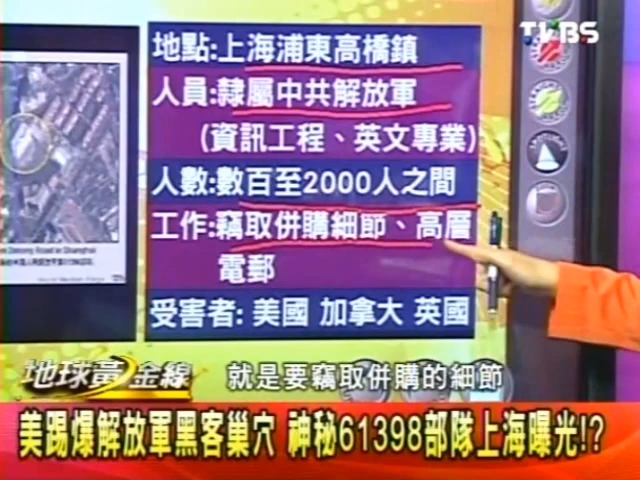 TVBS
地點:上海浦東高橋鎮
人員:隸屬中共解放軍
(資訊工程、英文專業)
人數:數百至2000人之間
工作:竊取併購細節、高層
電郵
受害者: 美國 加拿大 英國
地球黃金線
就是要竊取併購的細節
美踢爆解放軍黑客巢穴 神秘61398部隊上海曝光!?